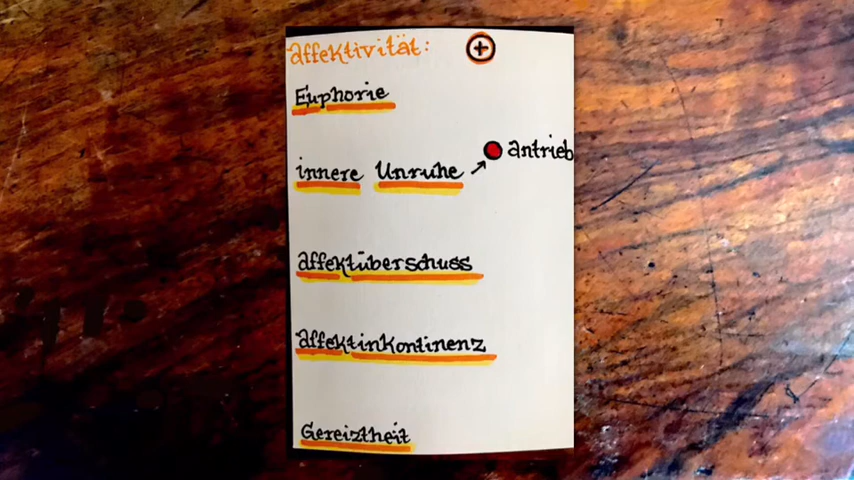 affektivität: +
Euphorie
innere Unruhe → antrieb
affektüberschuss
affektinkontinenz
Gereiztheit